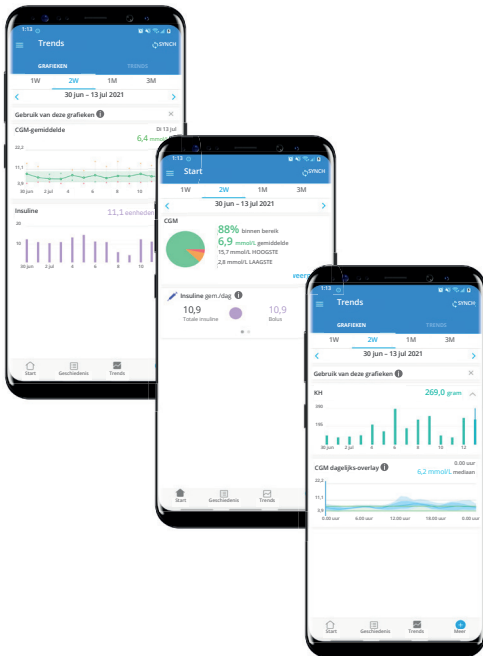 1:13
Trends
SYNCH
GRAFIEKEN TRENDS
1W 2W 1M 3M
30 jun – 13 jul 2021
Gebruik van deze grafieken
CGM-gemiddelde Di 13 jul
6,4 mmol/L
22,2
11,1
3,9
30 jun 2 jul 4 6 8 10
Insuline 11,1 eenheden
20
10
30 jun 2 jul 4 6 8 10
Start Geschiedenis Trends
1:13
Start
SYNCH
1W 2W 1M 3M
30 jun – 13 jul 2021
CGM
88% binnen bereik
6,9 mmol/L gemiddelde
15,7 mmol/L HOOGSTE
2,8 mmol/L LAAGSTE
Insuline gem./dag
10,9 10,9
Totale insuline Bolus
Start Geschiedenis Trends
1:13
Trends
SYNCH
GRAFIEKEN TRENDS
1W 2W 1M 3M
30 jun – 13 jul 2021
Gebruik van deze grafieken
KH 269,0 gram
30 jun 2 jul 4 6 8 10 12
CGM dagelijks-overlay 0.00 uur
6,2 mmol/L mediaan
22,2
11,1
3,9
0.00 uur 6.00 uur 12.00 uur 18.00 uur 0.00 uur
Start Geschiedenis Trends Meer